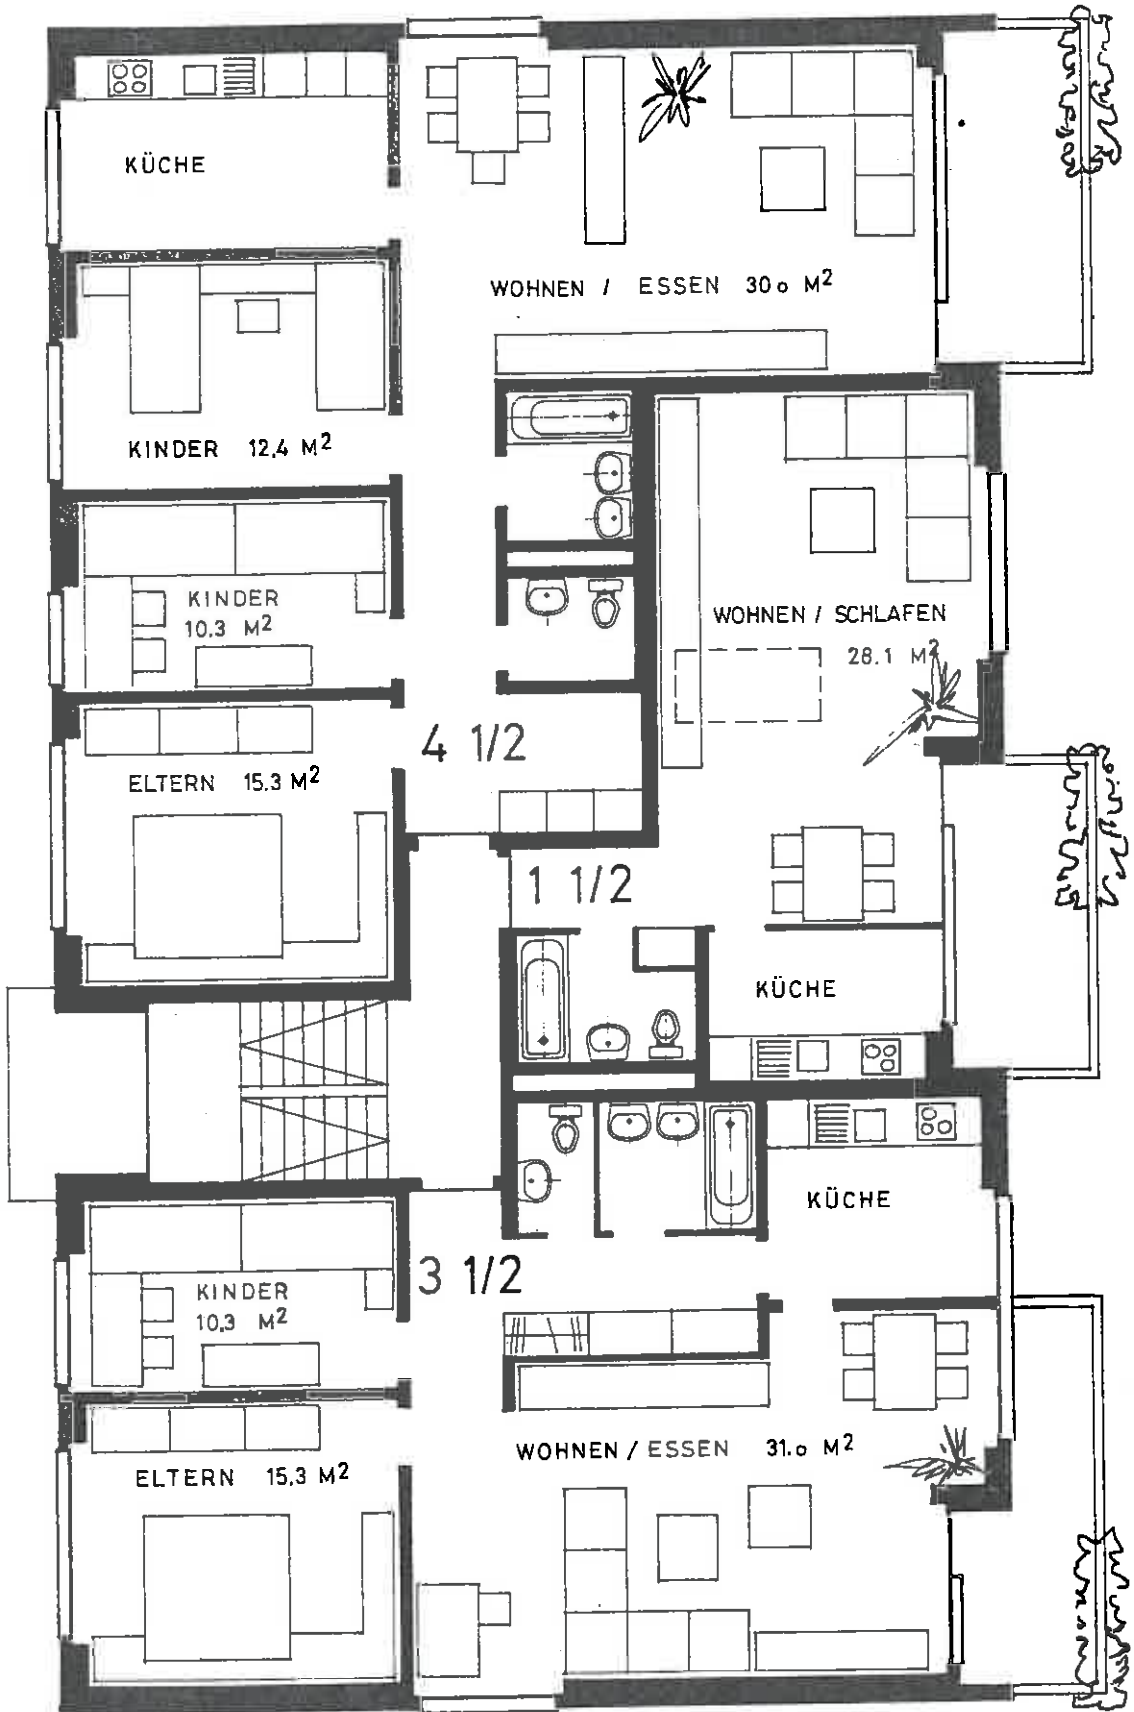 KÜCHE
WOHNEN / ESSEN 30o M²
KINDER 12,4 M²
KINDER
10.3 M²
WOHNEN / SCHLAFEN
28.1 M²
4 1/2
ELTERN 15.3 M²
1 1/2
KÜCHE
KÜCHE
3 1/2
KINDER
10,3 M²
WOHNEN / ESSEN 31.o M²
ELTERN 15,3 M²